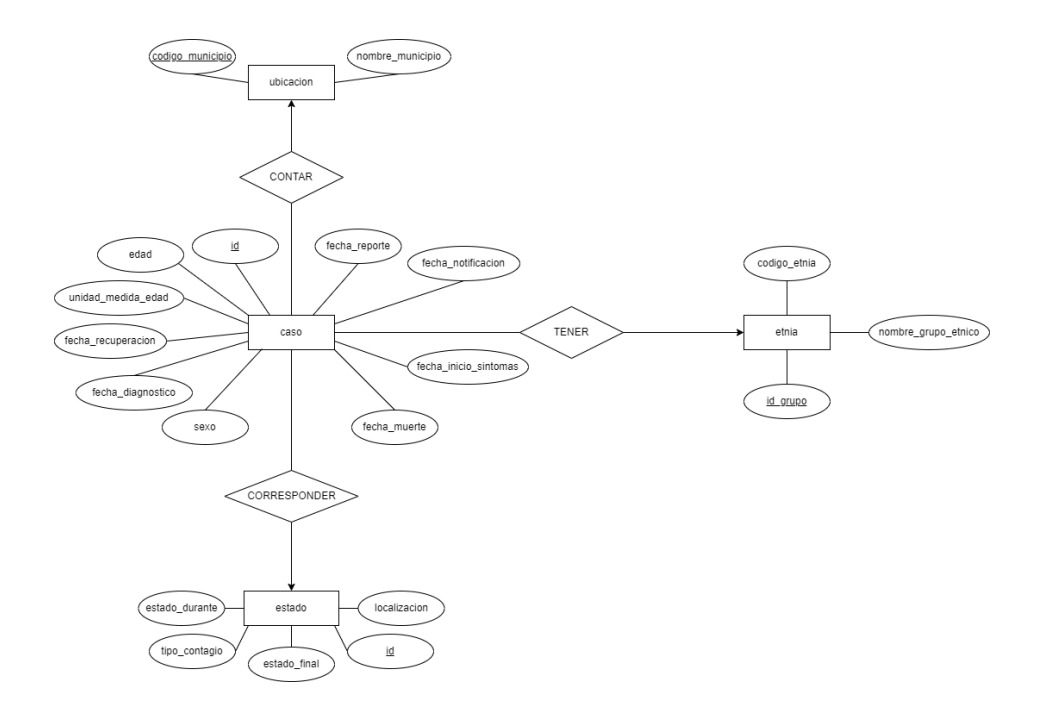 codigo_municipio
nombre_municipio
ubicacion
CONTAR
id
fecha_reporte
edad
fecha_notificacion
codigo_etnia
unidad_medida_edad
caso
TENER
etnia
nombre_grupo_etnico
fecha_recuperacion
fecha_inicio_sintomas
fecha_diagnostico
id_grupo
sexo
fecha_muerte
CORRESPONDER
estado_durante
estado
localizacion
tipo_contagio
estado_final
id